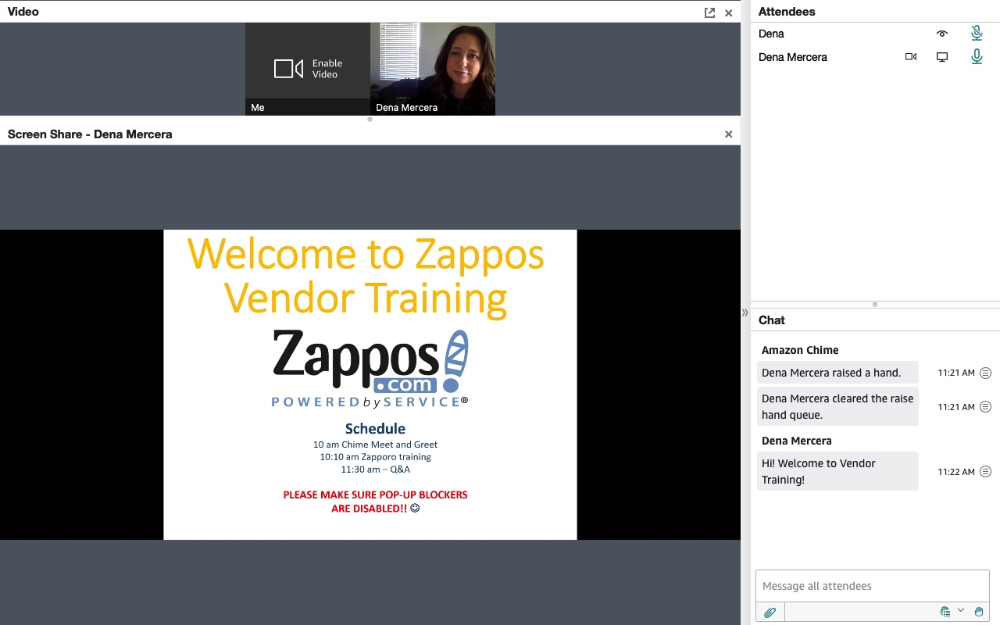 Video
Enable
Video
Me
Dena Mercera
Screen Share - Dena Mercera
Welcome to Zappos
Vendor Training
Zappos
.com
POWERED by SERVICE®
Schedule
10 am Chime Meet and Greet
10:10 am Zapporo training
11:30 am – Q&A
PLEASE MAKE SURE POP-UP BLOCKERS
ARE DISABLED!! ☺
Attendees
Dena
Dena Mercera
Chat
Amazon Chime
Dena Mercera raised a hand.
11:21 AM
Dena Mercera cleared the raise
hand queue.
11:21 AM
Dena Mercera
Hi! Welcome to Vendor
Training!
11:22 AM
Message all attendees